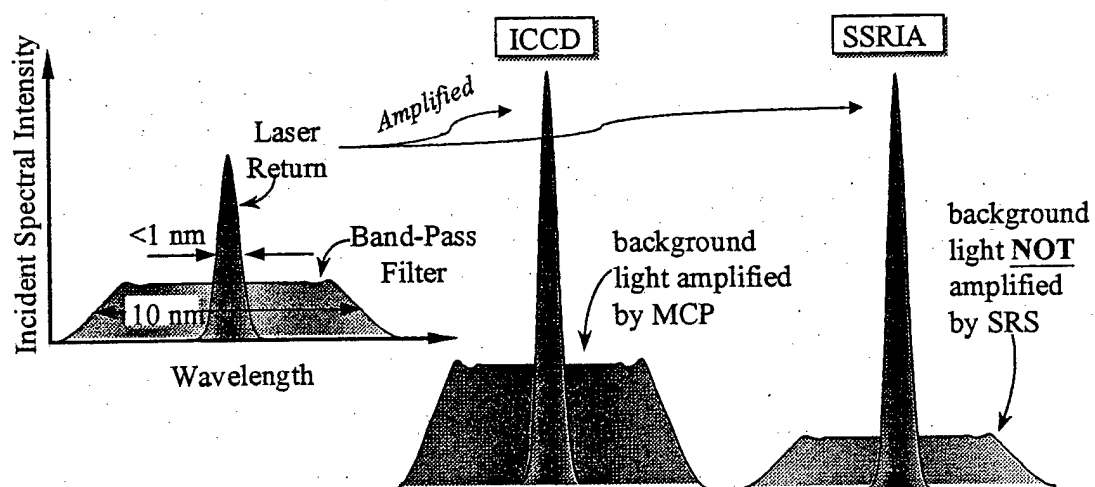 ICCD
SSRIA
Incident Spectral Intensity
Amplified
Laser
Return
<1 nm
Band-Pass
Filter
10 nm
Wavelength
background
light amplified
by MCP
background
light NOT
amplified
by SRS